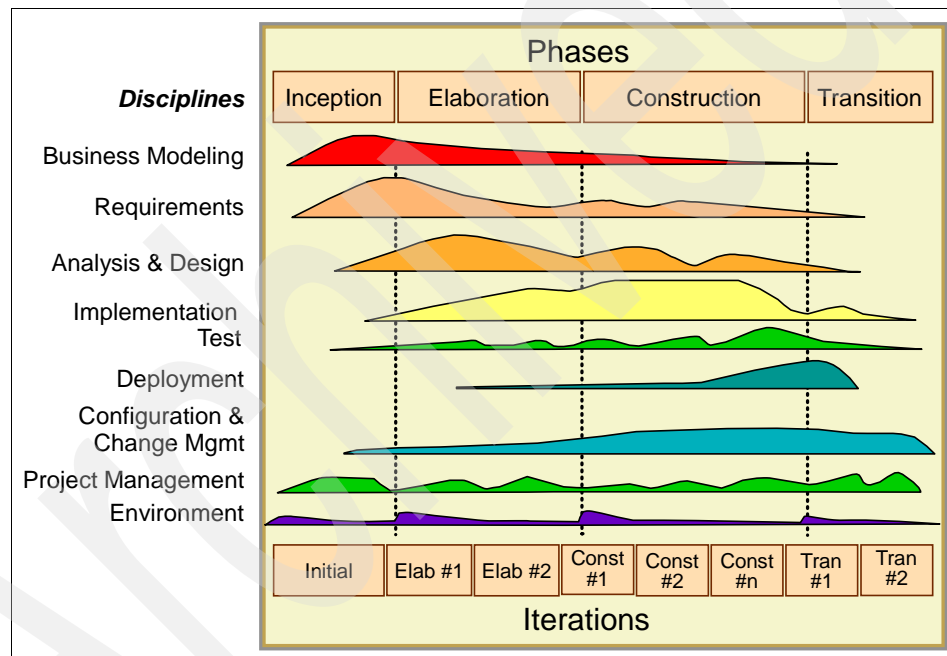 Phases
Disciplines
Inception
Elaboration
Construction
Transition
Business Modeling
Requirements
Analysis & Design
Implementation
Test
Deployment
Configuration &
Change Mgmt
Project Management
Environment
Initial
Elab #1
Elab #2
Const
#1
Const
#2
Const
#n
Tran
#1
Tran
#2
Iterations